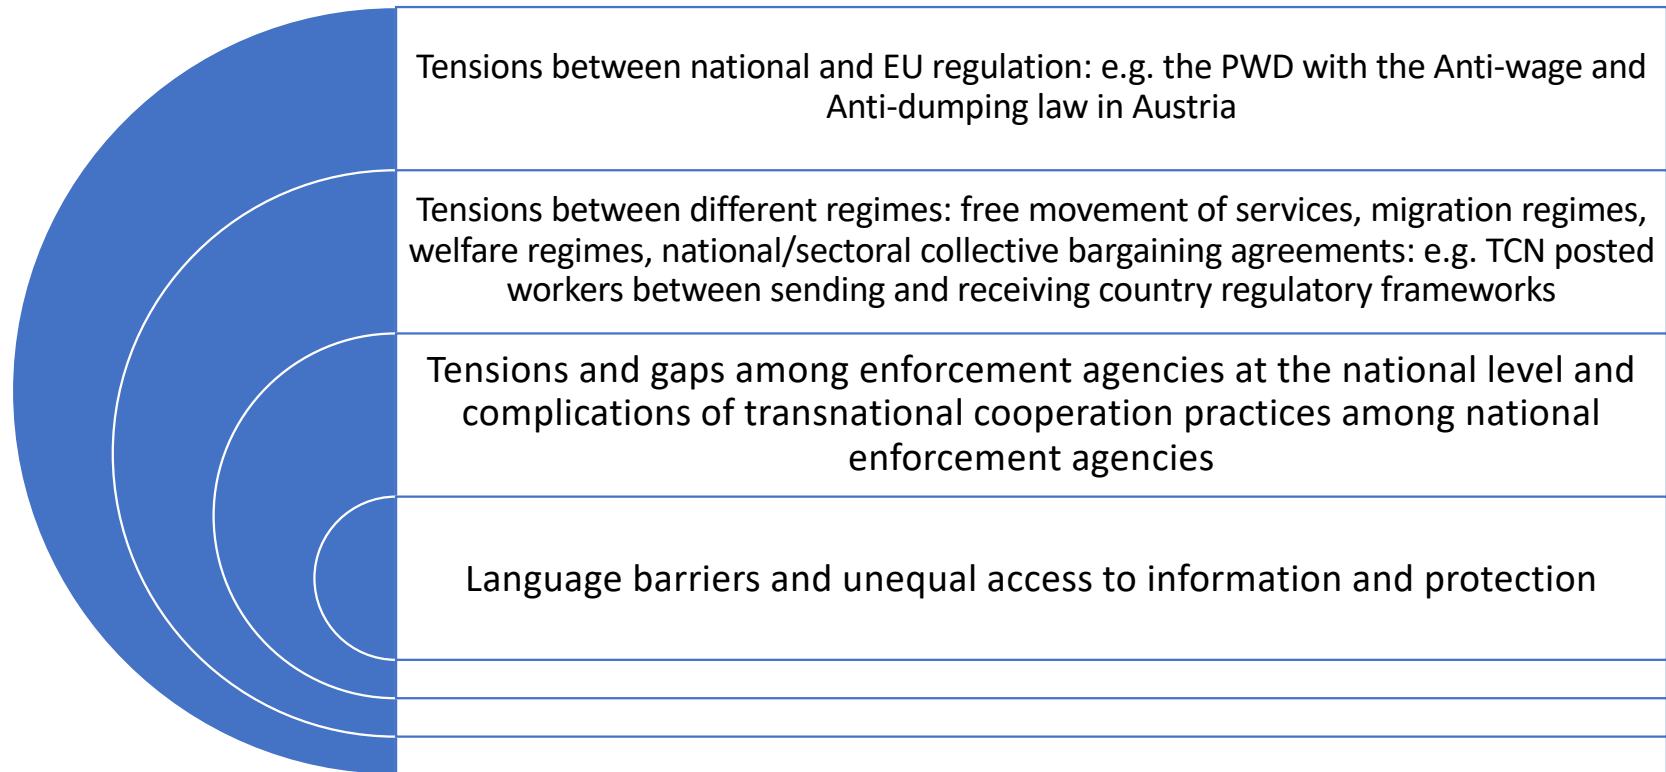 Tensions between national and EU regulation: e.g. the PWD with the Anti-wage and
Anti-dumping law in Austria
Tensions between different regimes: free movement of services, migration regimes,
welfare regimes, national/sectoral collective bargaining agreements: e.g. TCN posted
workers between sending and receiving country regulatory frameworks
Tensions and gaps among enforcement agencies at the national level and
complications of transnational cooperation practices among national
enforcement agencies
Language barriers and unequal access to information and protection